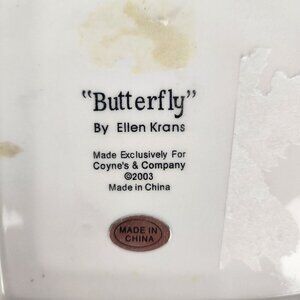 "Butterfly"
By Ellen Krans
Made Exclusively For
Coyne's & Company
©2003
Made in China
MADE IN
CHINA